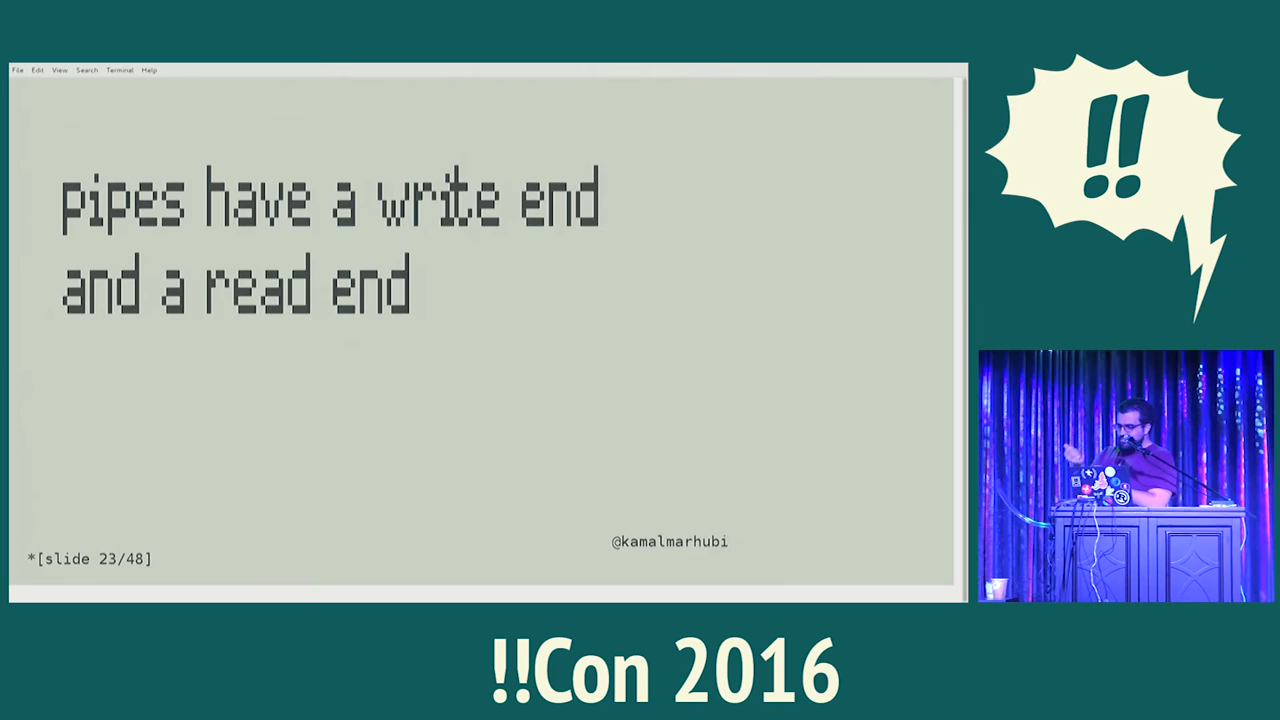 File Edit View Search Terminal Help
pipes have a write end
and a read end
@kamalmarhubi
*[slide 23/48]
!!
!!Con 2016